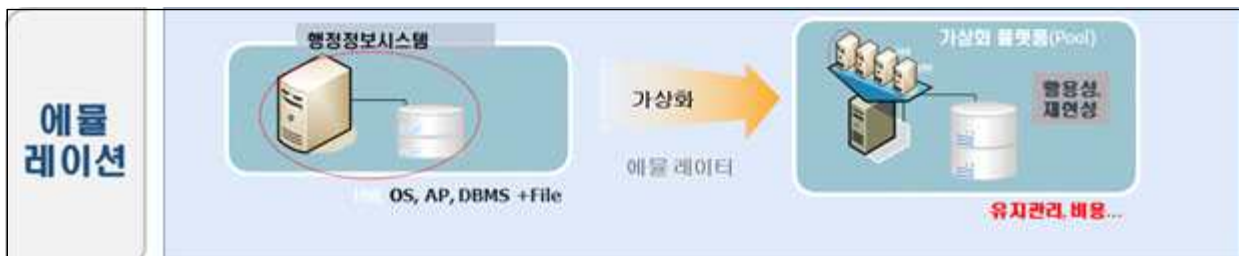 에뮬
레이션
행정정보시스템
OS, AP, DBMS +File
가상화
에뮬 레이터
가상화 플랫폼(Pool)
활용성,
재현성
유지관리, 비용...